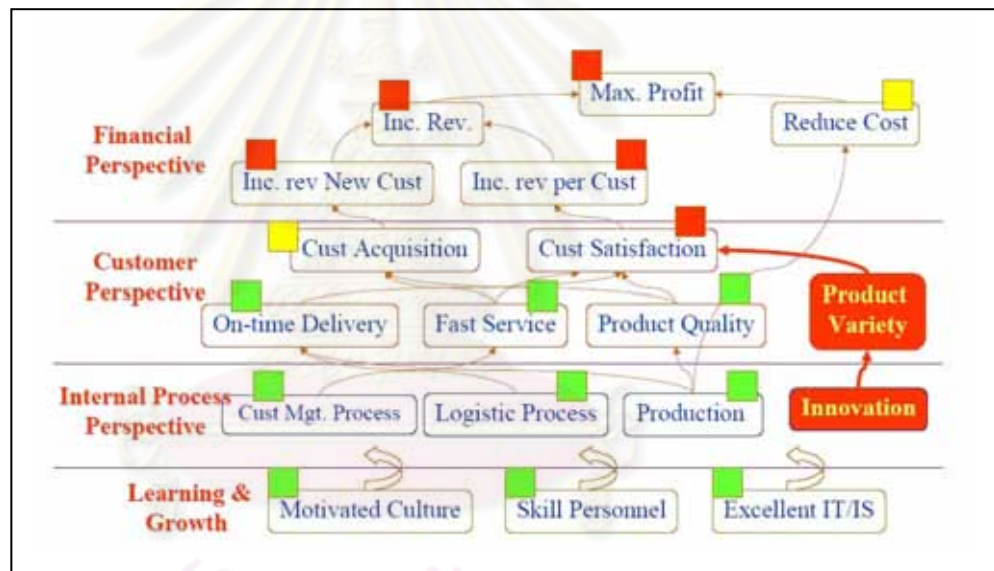 Max. Profit
Inc. Rev.
Reduce Cost
Financial
Perspective
Inc. rev New Cust
Inc. rev per Cust
Cust Acquisition
Cust Satisfaction
Customer
Perspective
Product
Variety
On-time Delivery
Fast Service
Product Quality
Internal Process
Perspective
Cust Mgt. Process
Logistic Process
Production
Innovation
Learning &
Growth
Motivated Culture
Skill Personnel
Excellent IT/IS